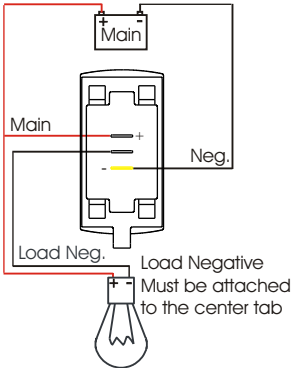 + -
Main
Main
+
-
Neg.
Load Neg.
+ -
Load Negative
Must be attached
to the center tab